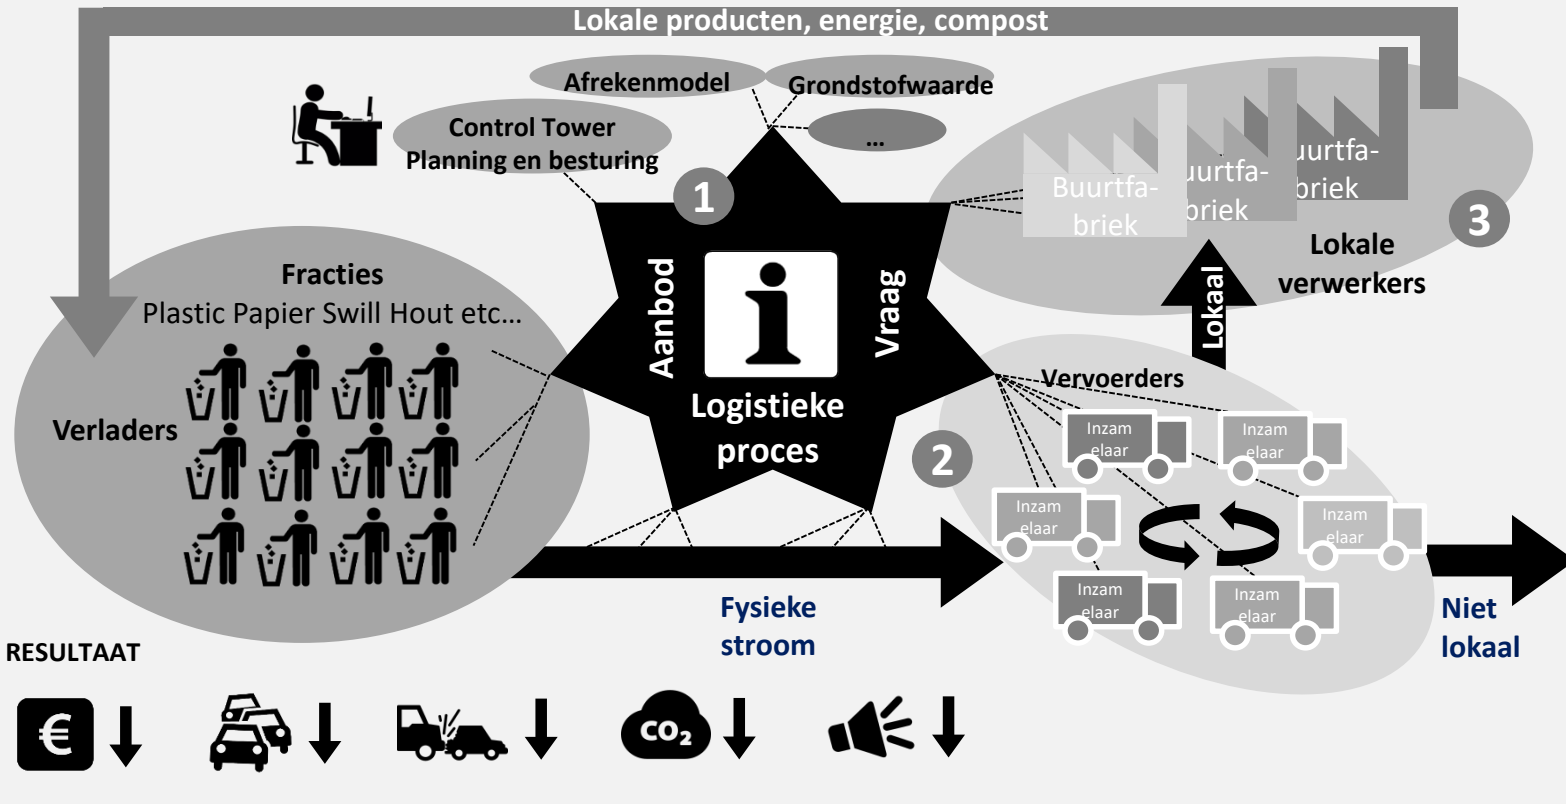 Lokale producten, energie, compost
Afrekenmodel
Grondstofwaarde
Control Tower
Planning en besturing
...
1
Buurtfa-
briek
uurtfa-
briek
uurtfa-
briek
3
Lokale
verwerkers
Fracties
Plastic Papier Swill Hout etc...
Verladers
Aanbod
i
Vraag
Logistieke
proces
Lokaal
2
Vervoerders
Inzam
elaar
Inzam
elaar
Inzam
elaar
Inzam
elaar
Inzam
elaar
Inzam
elaar
Fysieke
stroom
Niet
lokaal
RESULTAAT
€
CO₂